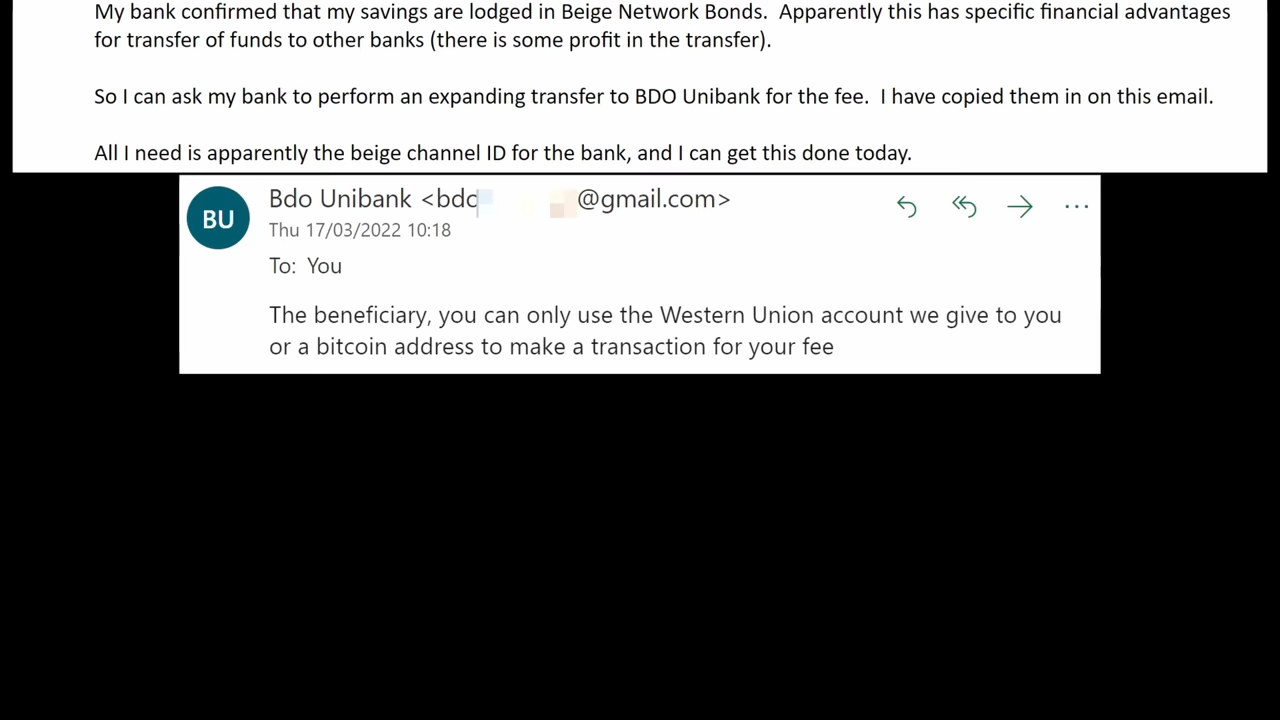 My bank confirmed that my savings are lodged in Beige Network Bonds.  Apparently this has specific financial advantages
for transfer of funds to other banks (there is some profit in the transfer).
So I can ask my bank to perform an expanding transfer to BDO Unibank for the fee.  I have copied them in on this email.
All I need is apparently the beige channel ID for the bank, and I can get this done today.
BU
Bdo Unibank <bdo @gmail.com>
Thu 17/03/2022 10:18
To:  You
The beneficiary, you can only use the Western Union account we give to you
or a bitcoin address to make a transaction for your fee